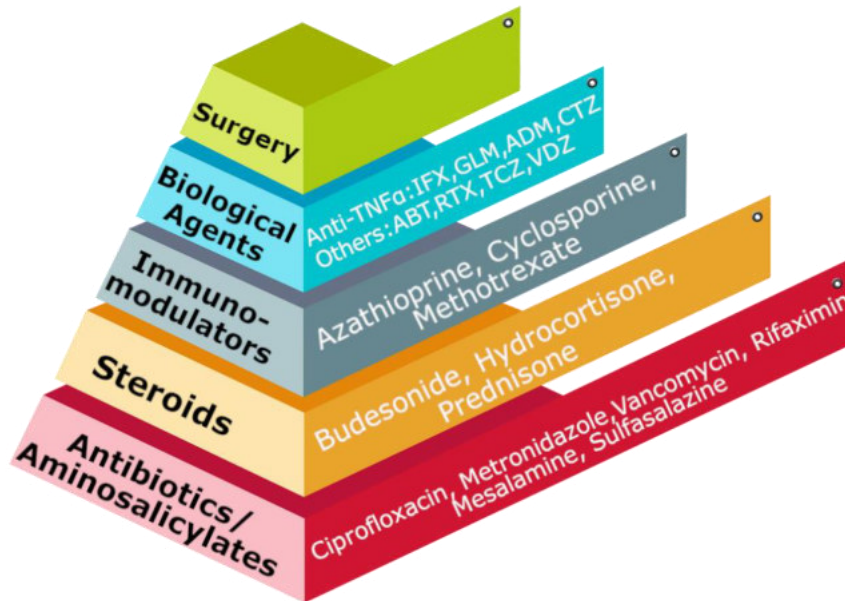 Surgery
Biological
Agents
Anti-TNFα:IFX,GLM,ADM,CTZ
Others:ABT,RTX,TCZ,VDZ
Immuno-
modulators
Azathioprine, Cyclosporine,
Methotrexate
Steroids
Budesonide, Hydrocortisone,
Prednisone
Antibiotics/
Aminosalicylates
Ciprofloxacin, Metronidazole,Vancomycin, Rifaximin
Mesalamine, Sulfasalazine